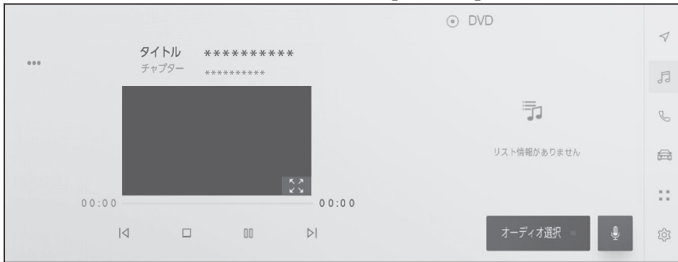 DVD
タイトル **********
チャプター **********
リスト情報がありません
00:00 00:00
オーディオ選択